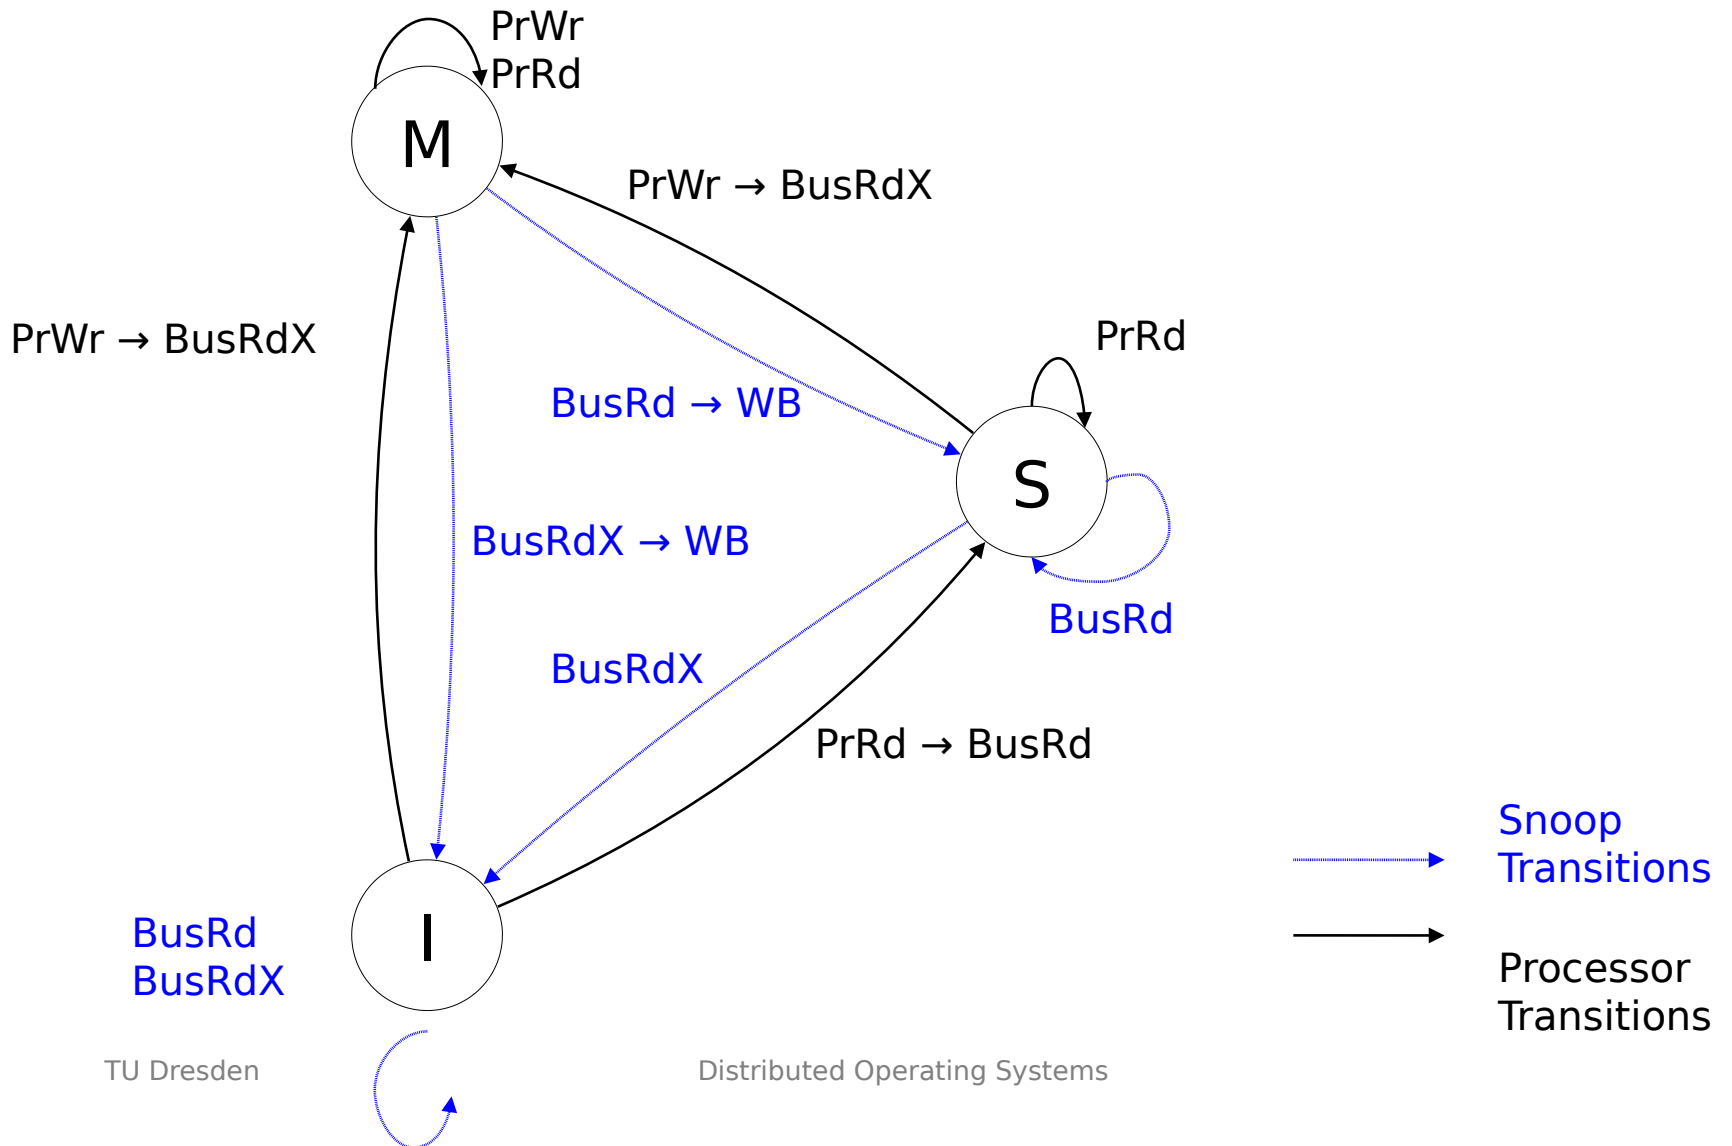 PrWr
PrRd
M
PrWr → BusRdX
PrWr → BusRdX
PrRd
BusRd → WB
S
BusRdX → WB
BusRd
BusRdX
PrRd → BusRd
Snoop
Transitions
BusRd
BusRdX
I
Processor
Transitions
TU Dresden
Distributed Operating Systems